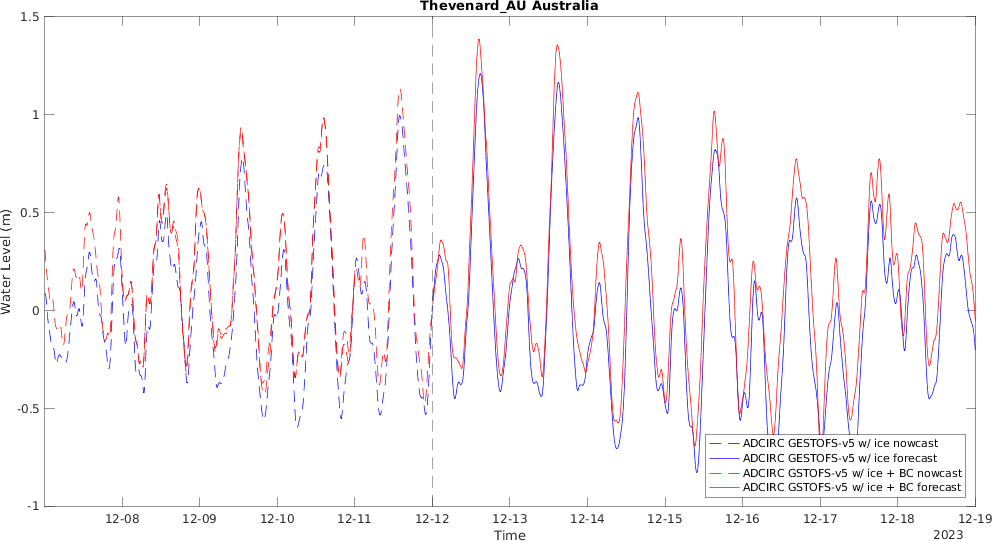 Thevenard_AU Australia
1.5
1
0.5
0
-0.5
-1
Water Level (m)
12-08
12-09
12-10
12-11
12-12
12-13
12-14
12-15
12-16
12-17
12-18
12-19
Time
2023
ADCIRC GESTOFS-v5 w/ ice nowcast
ADCIRC GESTOFS-v5 w/ ice forecast
ADCIRC GSTOFS-v5 w/ ice + BC nowcast
ADCIRC GSTOFS-v5 w/ ice + BC forecast